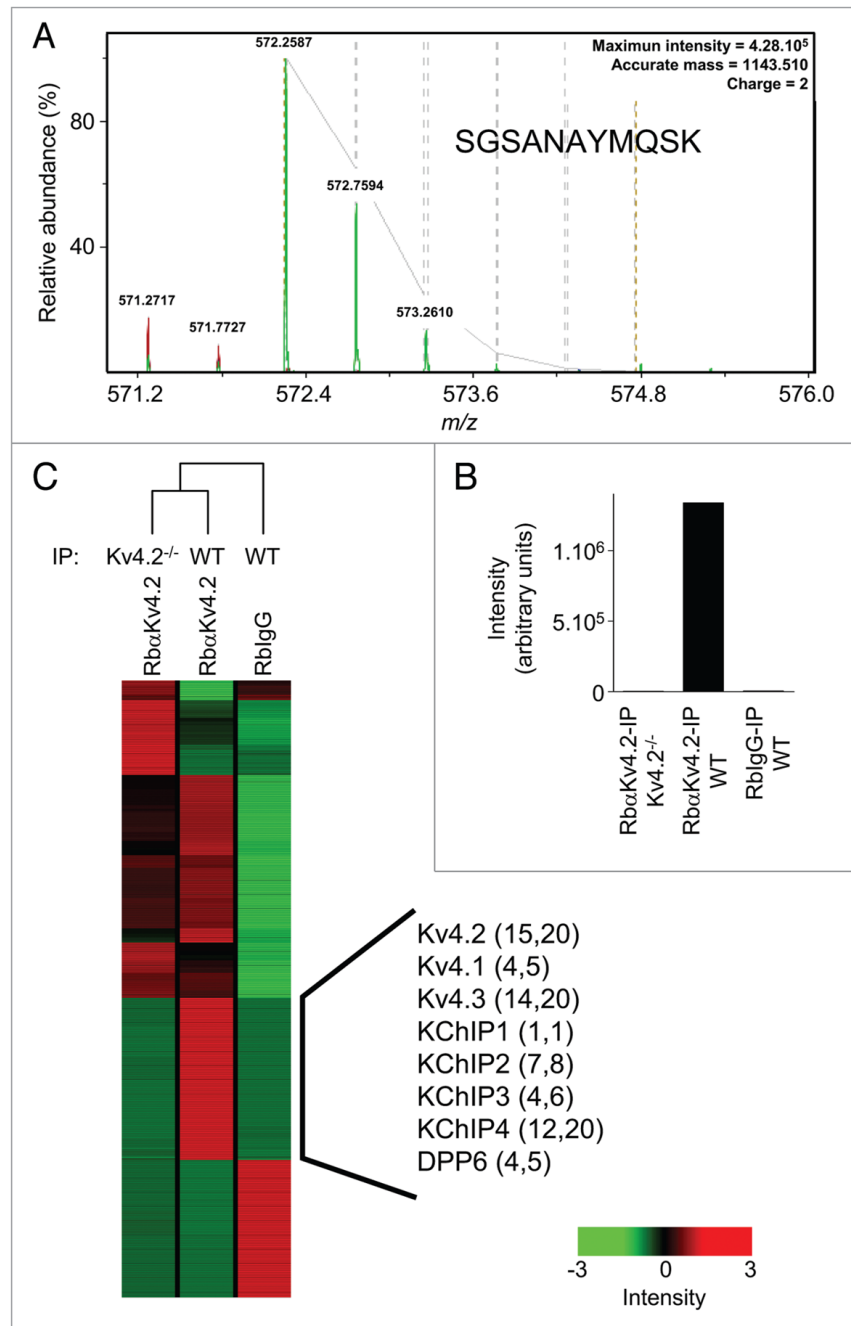 A
572.2587
Maximun intensity = 4.28.10⁵
Accurate mass = 1143.510
Charge = 2
Relative abundance (%)
80
40
SGSANAYMQSK
572.7594
571.2717
571.7727
573.2610
571.2
572.4
573.6
574.8
576.0
m/z
C
IP: Kv4.2⁻/⁻ WT WT
RbαKv4.2
RbαKv4.2
RbIgG
B
Intensity
(arbitrary units)
1.10⁶
5.10⁵
0
RbαKv4.2-IP
Kv4.2⁻/⁻
RbαKv4.2-IP
WT
RbIgG-IP
WT
Kv4.2 (15,20)
Kv4.1 (4,5)
Kv4.3 (14,20)
KChIP1 (1,1)
KChIP2 (7,8)
KChIP3 (4,6)
KChIP4 (12,20)
DPP6 (4,5)
-3 0 3
Intensity